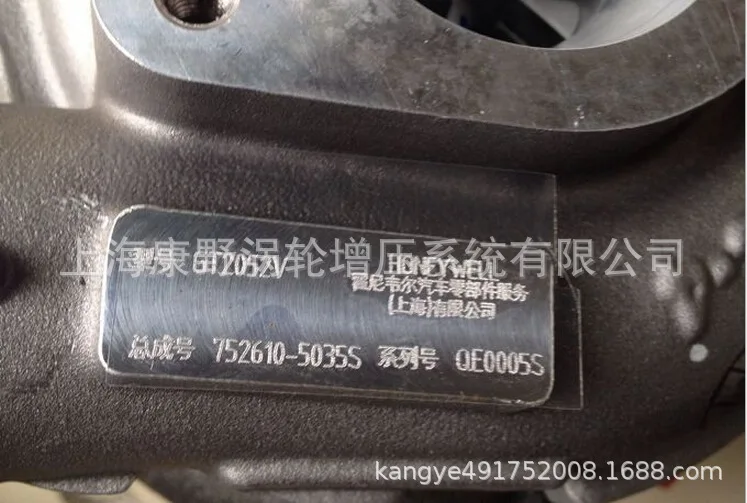 上海康野涡轮增压系统有限公司
型号 GT2052V HONEYWELL
霍尼韦尔汽车零部件服务
(上海)有限公司
总成号 752610-5035S 系列号 QE0005S
kangye491752008.1688.com